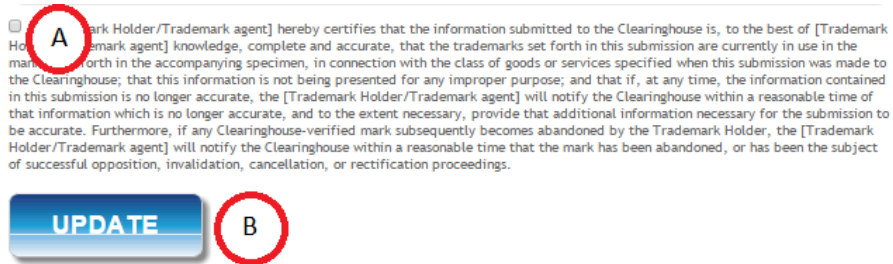 A
rk Holder/Trademark agent] hereby certifies that the information submitted to the Clearinghouse is, to the best of [Trademark
Ho emark agent] knowledge, complete and accurate, that the trademarks set forth in this submission are currently in use in the
orth in the accompanying specimen, in connection with the class of goods or services specified when this submission was made to
the Clearinghouse; that this information is not being presented for any improper purpose; and that if, at any time, the information contained
in this submission is no longer accurate, the [Trademark Holder/Trademark agent] will notify the Clearinghouse within a reasonable time of
that information which is no longer accurate, and to the extent necessary, provide that additional information necessary for the submission to
be accurate. Furthermore, if any Clearinghouse-verified mark subsequently becomes abandoned by the Trademark Holder, the [Trademark
Holder/Trademark agent] will notify the Clearinghouse within a reasonable time that the mark has been abandoned, or has been the subject
of successful opposition, invalidation, cancellation, or rectification proceedings.
UPDATE
B